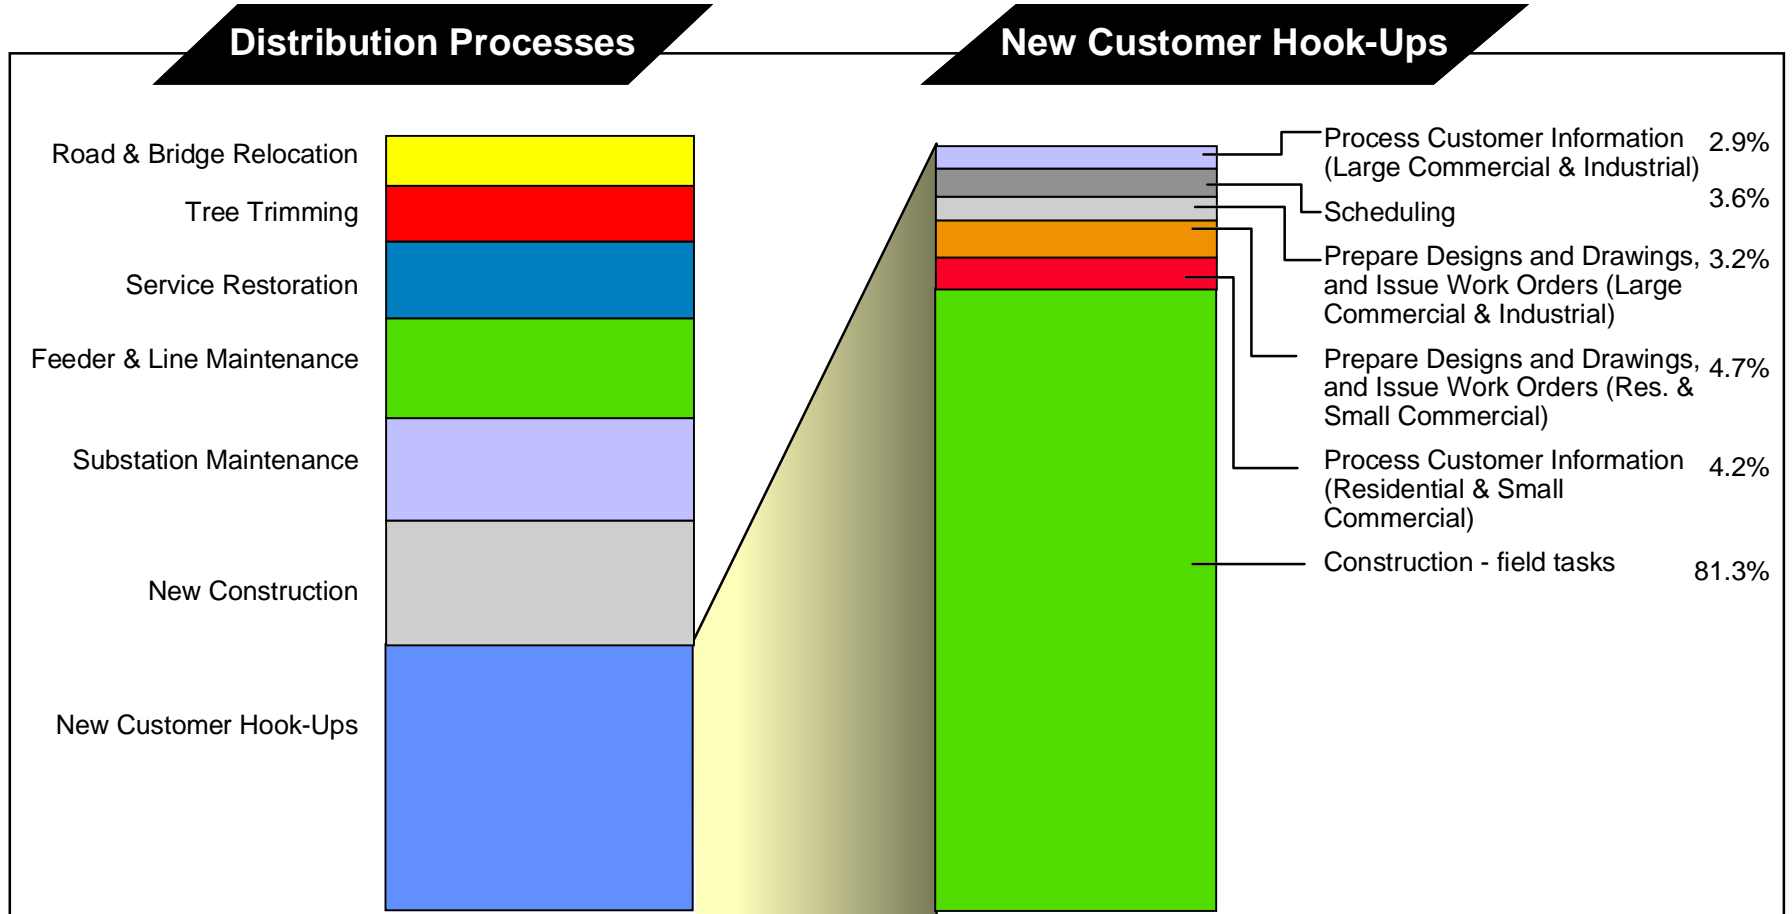 Distribution Processes
New Customer Hook-Ups
Road & Bridge Relocation
Tree Trimming
Service Restoration
Feeder & Line Maintenance
Substation Maintenance
New Construction
New Customer Hook-Ups
Process Customer Information 2.9%
(Large Commercial & Industrial)
3.6%
Scheduling
Prepare Designs and Drawings, 3.2%
and Issue Work Orders (Large
Commercial & Industrial)
Prepare Designs and Drawings, 4.7%
and Issue Work Orders (Res. &
Small Commercial)
Process Customer Information 4.2%
(Residential & Small
Commercial)
Construction - field tasks 81.3%